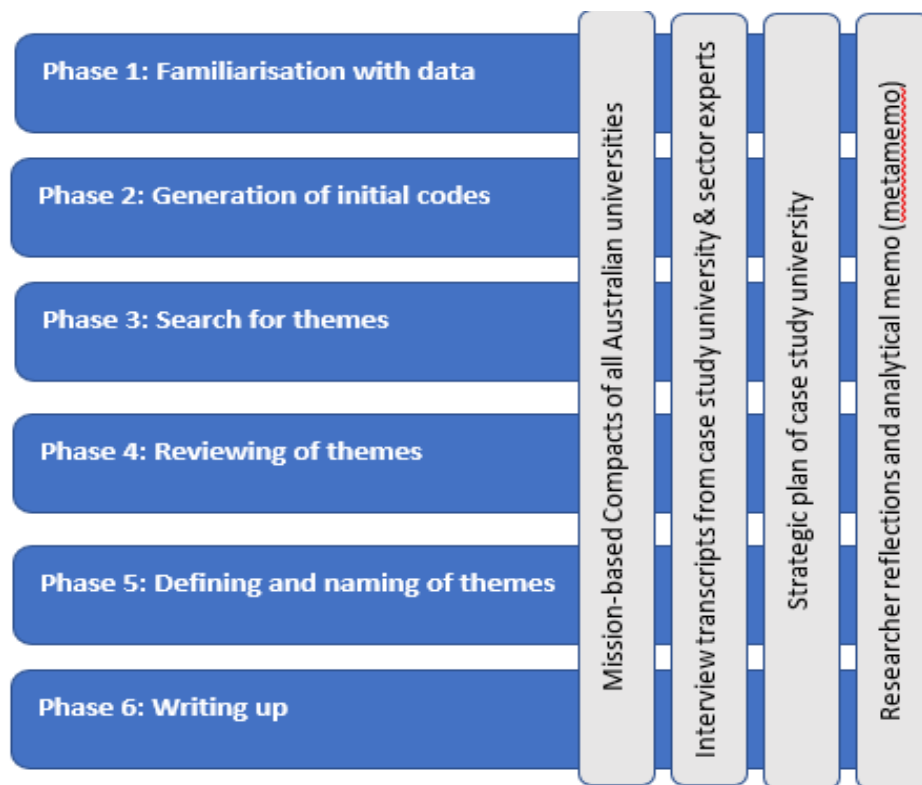 Phase 1: Familiarisation with data
Phase 2: Generation of initial codes
Phase 3: Search for themes
Phase 4: Reviewing of themes
Phase 5: Defining and naming of themes
Phase 6: Writing up
Mission-based Compacts of all Australian universities
Interview transcripts from case study university & sector experts
Strategic plan of case study university
Researcher reflections and analytical memo (metamemo)